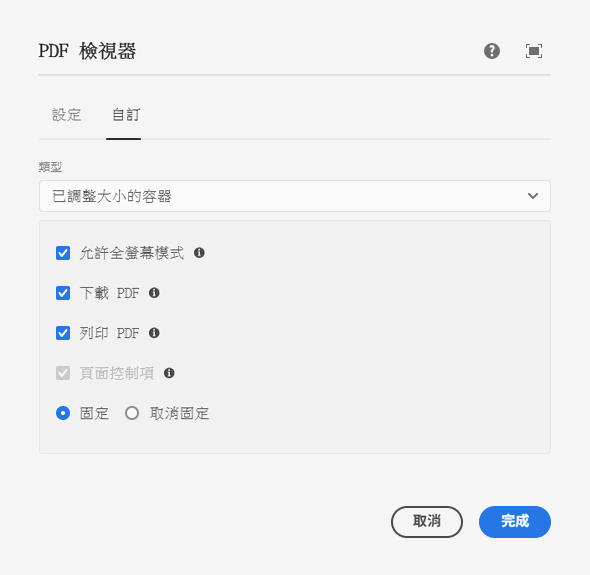 PDF 檢視器
設定 自訂
類型
已調整大小的容器
允許全螢幕模式
下載 PDF
列印 PDF
頁面控制項
固定 取消固定
取消 完成